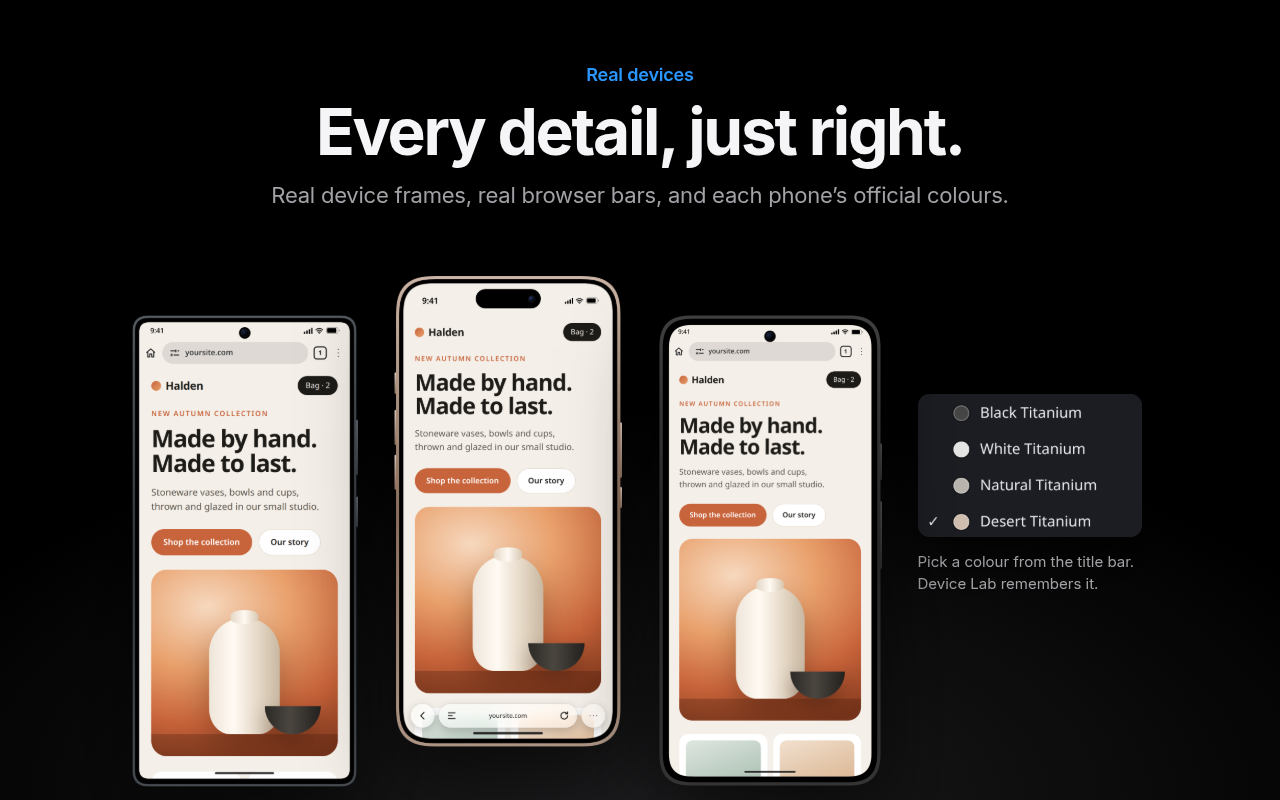 Real devices
Every detail, just right.
Real device frames, real browser bars, and each phone’s official colours.
9:41
yoursite.com
1
Halden
Bag · 2
NEW AUTUMN COLLECTION
Made by hand.
Made to last.
Stoneware vases, bowls and cups,
thrown and glazed in our small studio.
Shop the collection
Our story
9:41
Halden
Bag · 2
NEW AUTUMN COLLECTION
Made by hand.
Made to last.
Stoneware vases, bowls and cups,
thrown and glazed in our small studio.
Shop the collection
Our story
yoursite.com
9:41
yoursite.com
1
Halden
Bag · 2
NEW AUTUMN COLLECTION
Made by hand.
Made to last.
Stoneware vases, bowls and cups,
thrown and glazed in our small studio.
Shop the collection
Our story
Black Titanium
White Titanium
Natural Titanium
✓ Desert Titanium
Pick a colour from the title bar.
Device Lab remembers it.